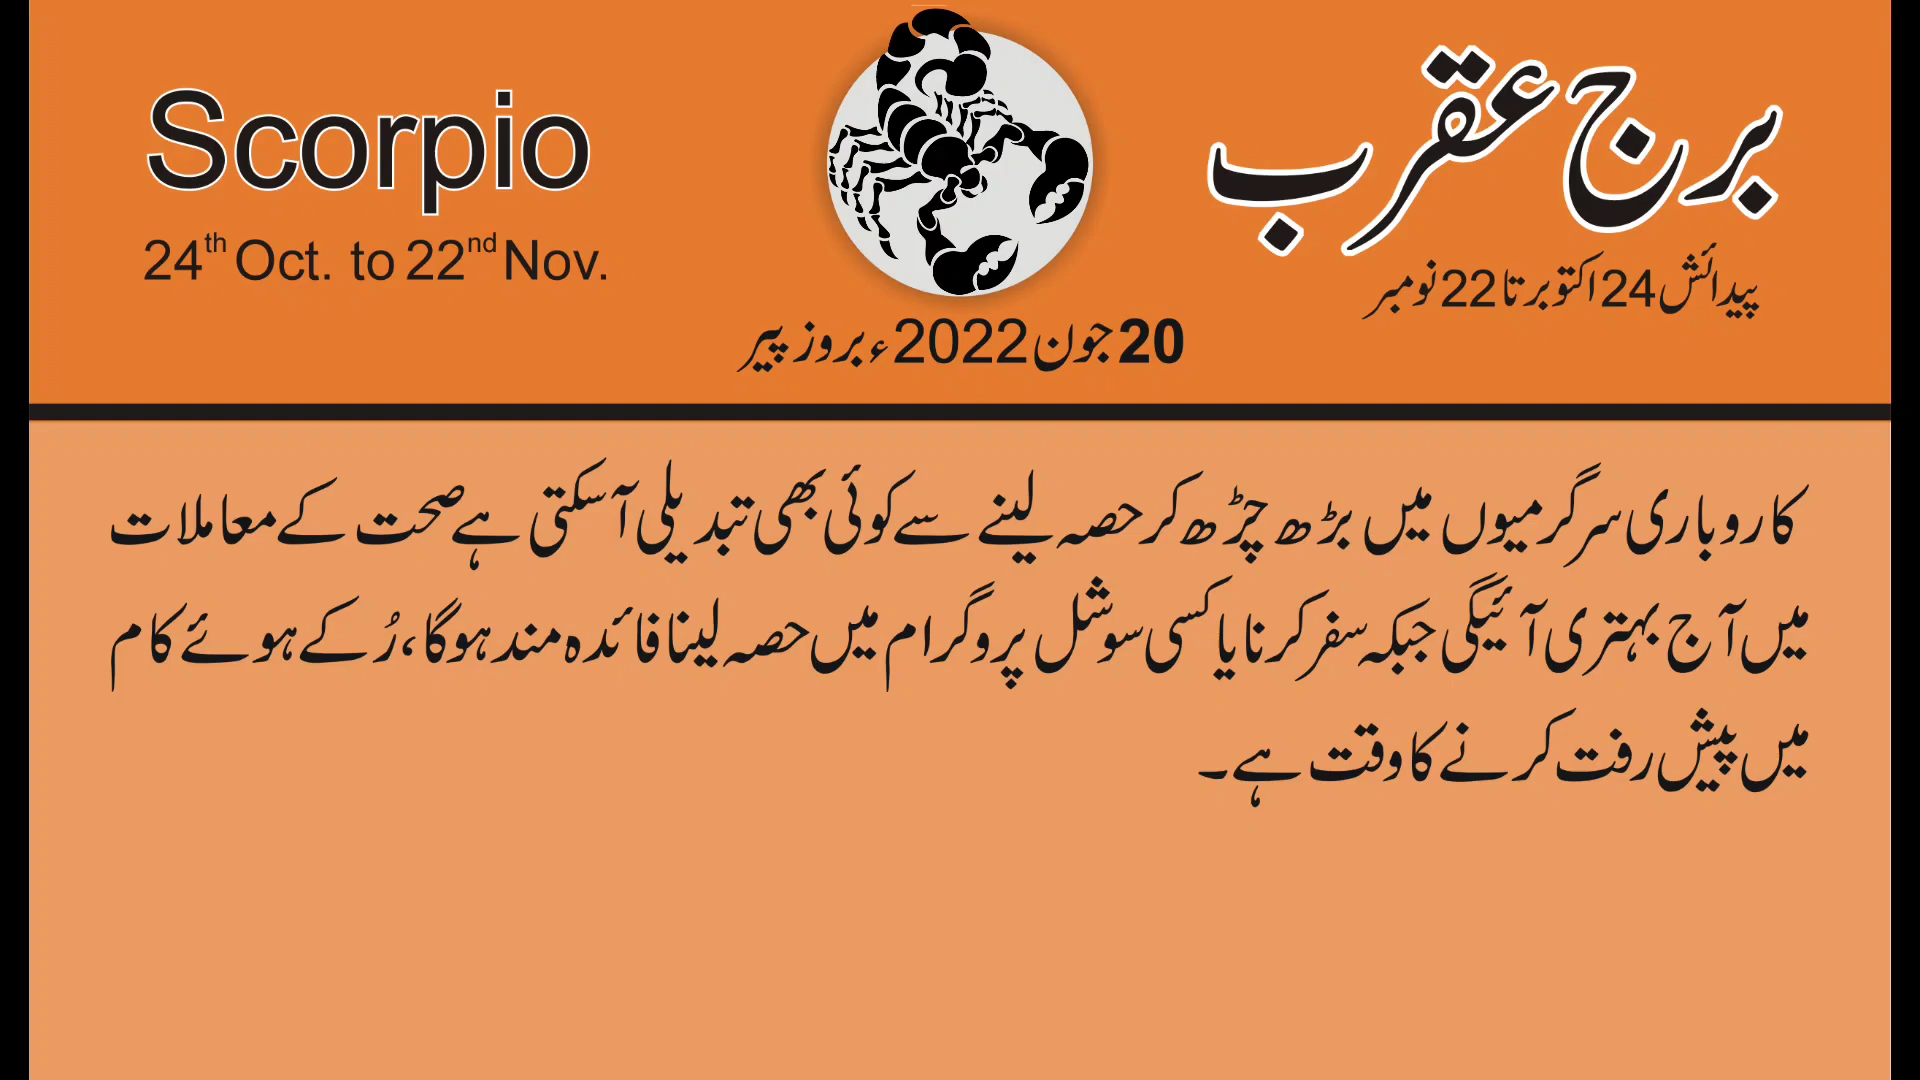 Scorpio
برج عقرب
24th Oct. to 22nd Nov.
پیدائش 24 اکتوبر تا 22 نومبر
20 جون 2022ء بروز پیر
کاروباری سرگرمیوں میں بڑھ چڑھ کر حصہ لینے سے کوئی بھی تبدیلی آسکتی ہے صحت کے معاملات
میں آج بہتری آئیگی جبکہ سفر کرنا یا کسی سوشل پروگرام میں حصہ لینا فائدہ مند ہوگا، رُکے ہوئے کام
میں پیش رفت کرنے کا وقت ہے۔